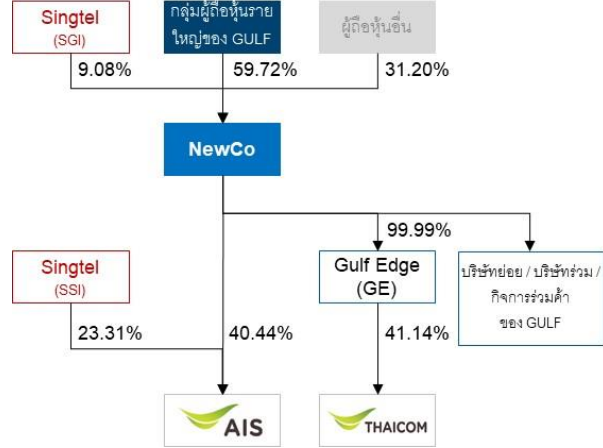 Singtel
(SGI)
กลุ่มผู้ถือหุ้นราย
ใหญ่ของ GULF
ผู้ถือหุ้นอื่น
9.08%
59.72%
31.20%
NewCo
99.99%
Singtel
(SSI)
Gulf Edge
(GE)
บริษัทย่อย / บริษัทร่วม /
กิจการร่วมค้า
ของ GULF
23.31%
40.44%
41.14%
AIS
THAICOM